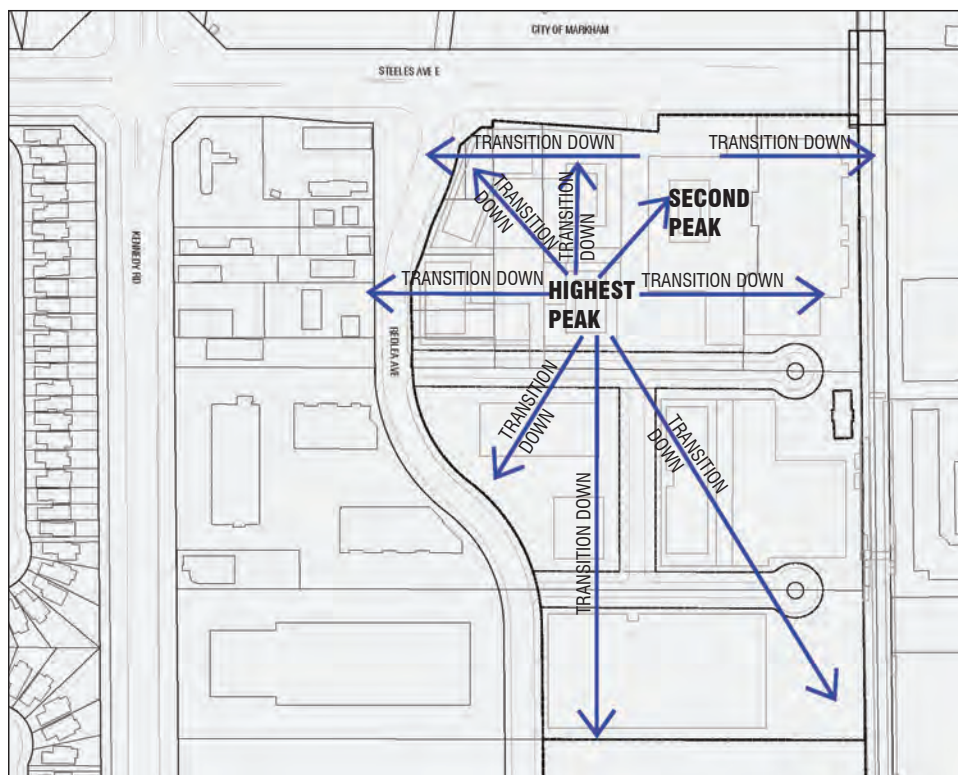 CITY OF MARKHAM
STEELES AVE E
TRANSITION DOWN
TRANSITION DOWN
TRANSITION
DOWN
TRANSITION
DOWN
SECOND
PEAK
KENNEDY RD
TRANSITION DOWN
HIGHEST
PEAK
TRANSITION DOWN
REDLEA AVE
TRANSITION
DOWN
TRANSITION DOWN
TRANSITION
DOWN